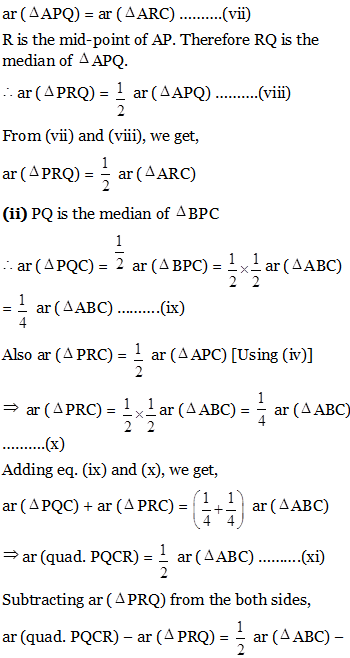 ar (ΔAPQ) = ar (ΔARC) ..........(vii)
R is the mid-point of AP. Therefore RQ is the
median of ΔAPQ.
∴ ar (ΔPRQ) = 1/2 ar (ΔAPQ) ..........(viii)
From (vii) and (viii), we get,
ar (ΔPRQ) = 1/2 ar (ΔARC)
(ii) PQ is the median of ΔBPC
∴ ar (ΔPQC) = 1/2 ar (ΔBPC) = 1/2 × 1/2 ar (ΔABC)
= 1/4 ar (ΔABC) ..........(ix)
Also ar (ΔPRC) = 1/2 ar (ΔAPC) [Using (iv)]
⇒ ar (ΔPRC) = 1/2 × 1/2 ar (ΔABC) = 1/4 ar (ΔABC)
..........(x)
Adding eq. (ix) and (x), we get,
ar (ΔPQC) + ar (ΔPRC) = (1/4 + 1/4) ar (ΔABC)
⇒ ar (quad. PQCR) = 1/2 ar (ΔABC) ..........(xi)
Subtracting ar (ΔPRQ) from the both sides,
ar (quad. PQCR) − ar (ΔPRQ) = 1/2 ar (ΔABC) −